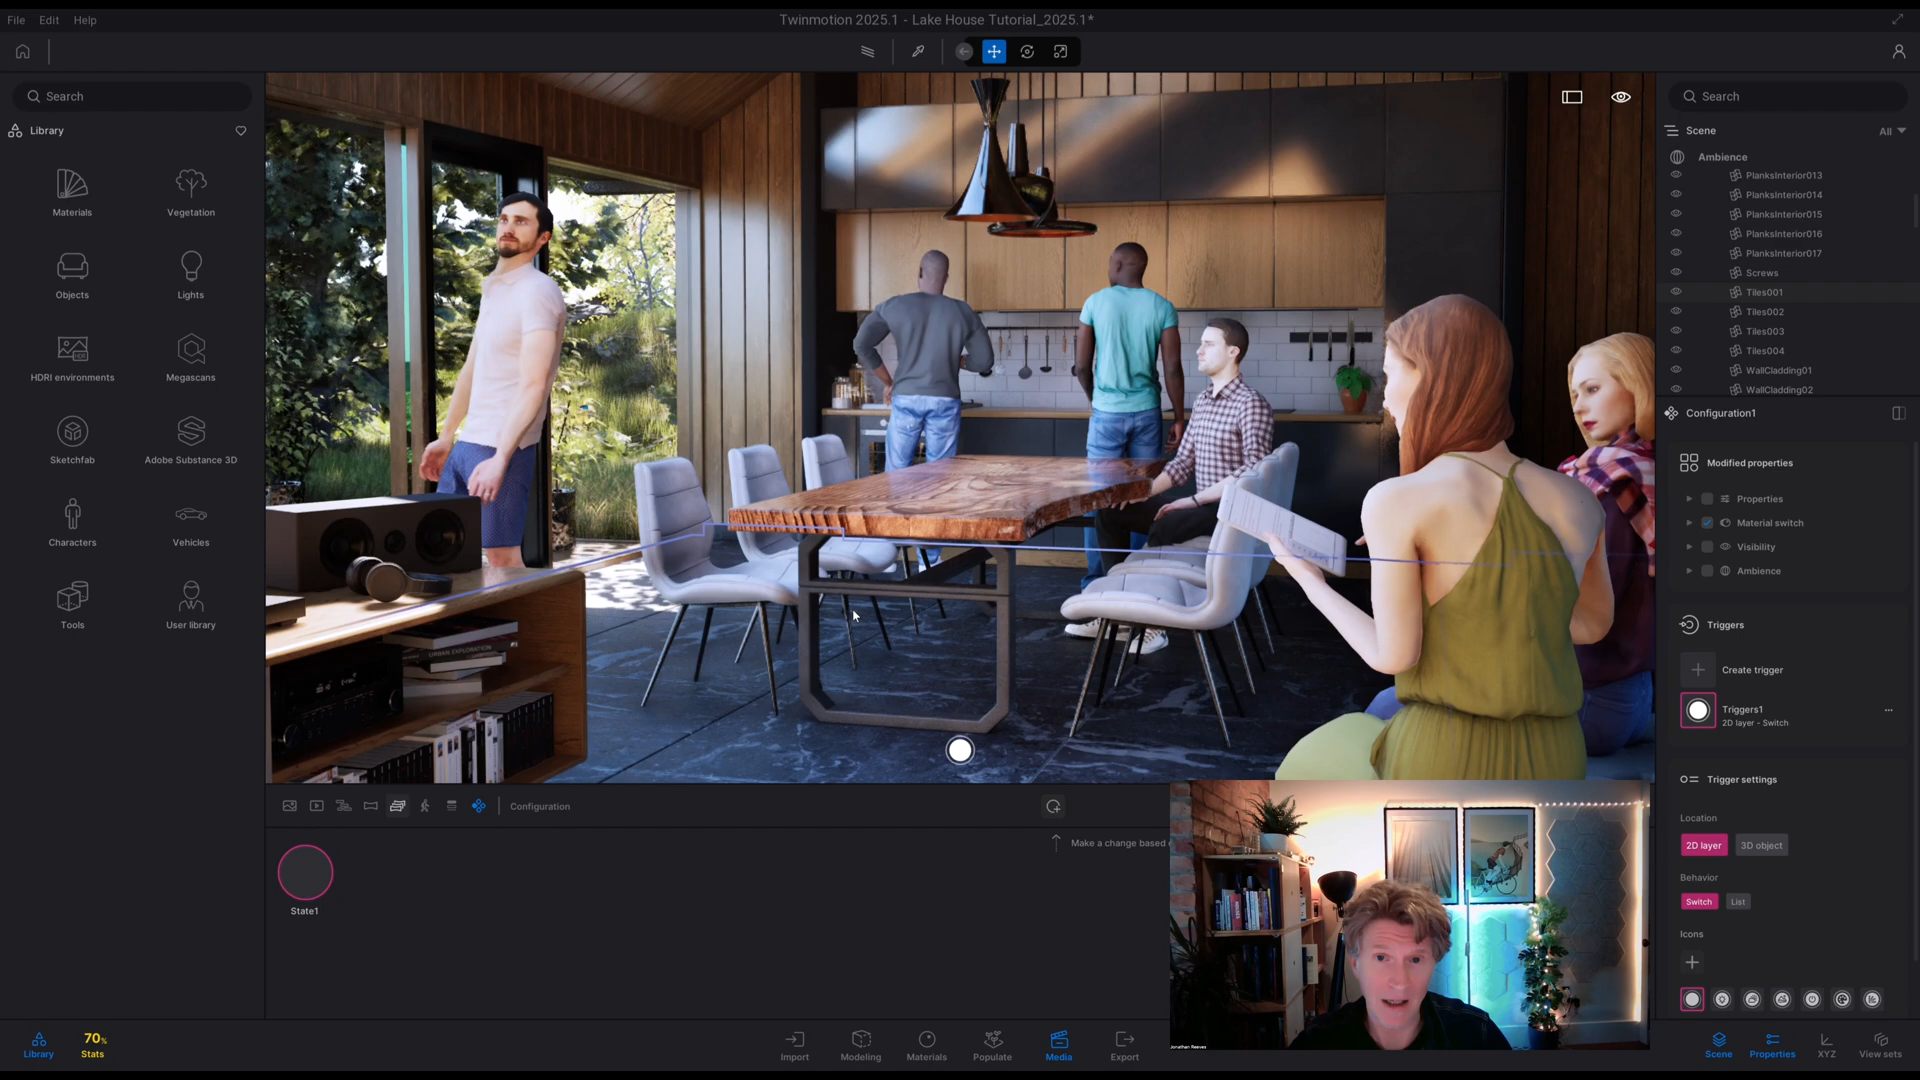 File Edit Help
Twinmotion 2025.1 - Lake House Tutorial_2025.1*
Search
Library
Materials
Vegetation
Objects
Lights
HDRI environments
Megascans
Sketchfab
Adobe Substance 3D
Characters
Vehicles
Tools
User library
URBAN EXPLORATION
Search
Scene
All
Ambience
PlanksInterior013
PlanksInterior014
PlanksInterior015
PlanksInterior016
PlanksInterior017
Screws
Tiles001
Tiles002
Tiles003
Tiles004
WallCladding01
WallCladding02
Configuration1
Modified properties
Properties
Material switch
Visibility
Ambience
Triggers
Create trigger
Triggers1
2D layer - Switch
Trigger settings
Location
2D layer
3D object
Behavior
Switch
List
Icons
Configuration
Make a change based
State1
Jonathan Reeves
Library
70%
Stats
Import
Modeling
Materials
Populate
Media
Export
Scene
Properties
XYZ
View sets